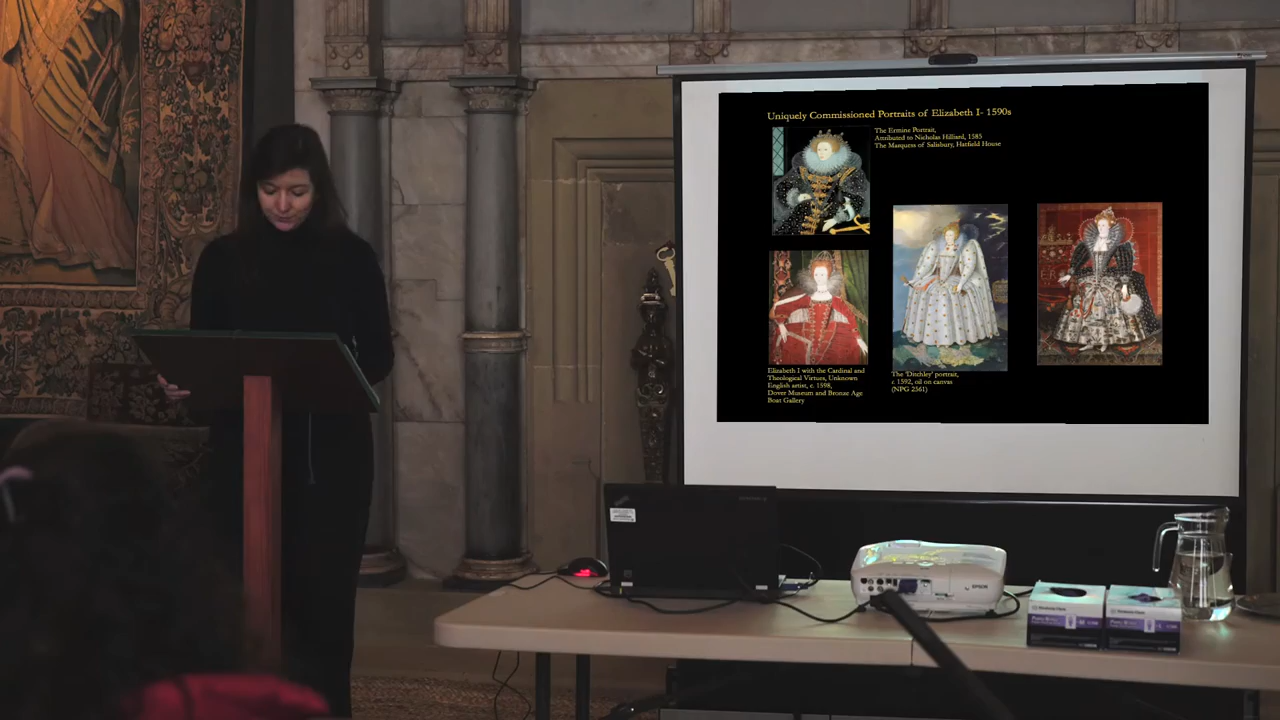 Uniquely Commissioned Portraits of Elizabeth I- 1590s
The Ermine Portrait,
Attributed to Nicholas Hilliard, 1585
The Marquess of Salisbury, Hatfield House
Elizabeth I with the Cardinal and
Theological Virtues, Unknown
English artist, c. 1598,
Dover Museum and Bronze Age
Boat Gallery
The 'Ditchley' portrait,
c. 1592, oil on canvas
(NPG 2561)
EPSON